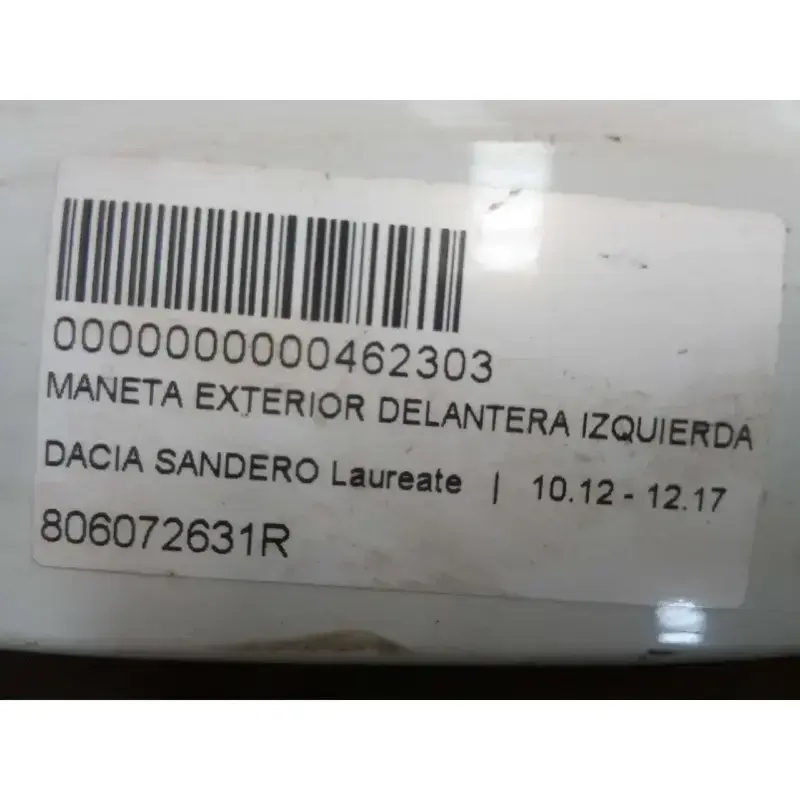 0000000000462303
MANETA EXTERIOR DELANTERA IZQUIERDA
DACIA SANDERO Laureate | 10.12 - 12.17
806072631R